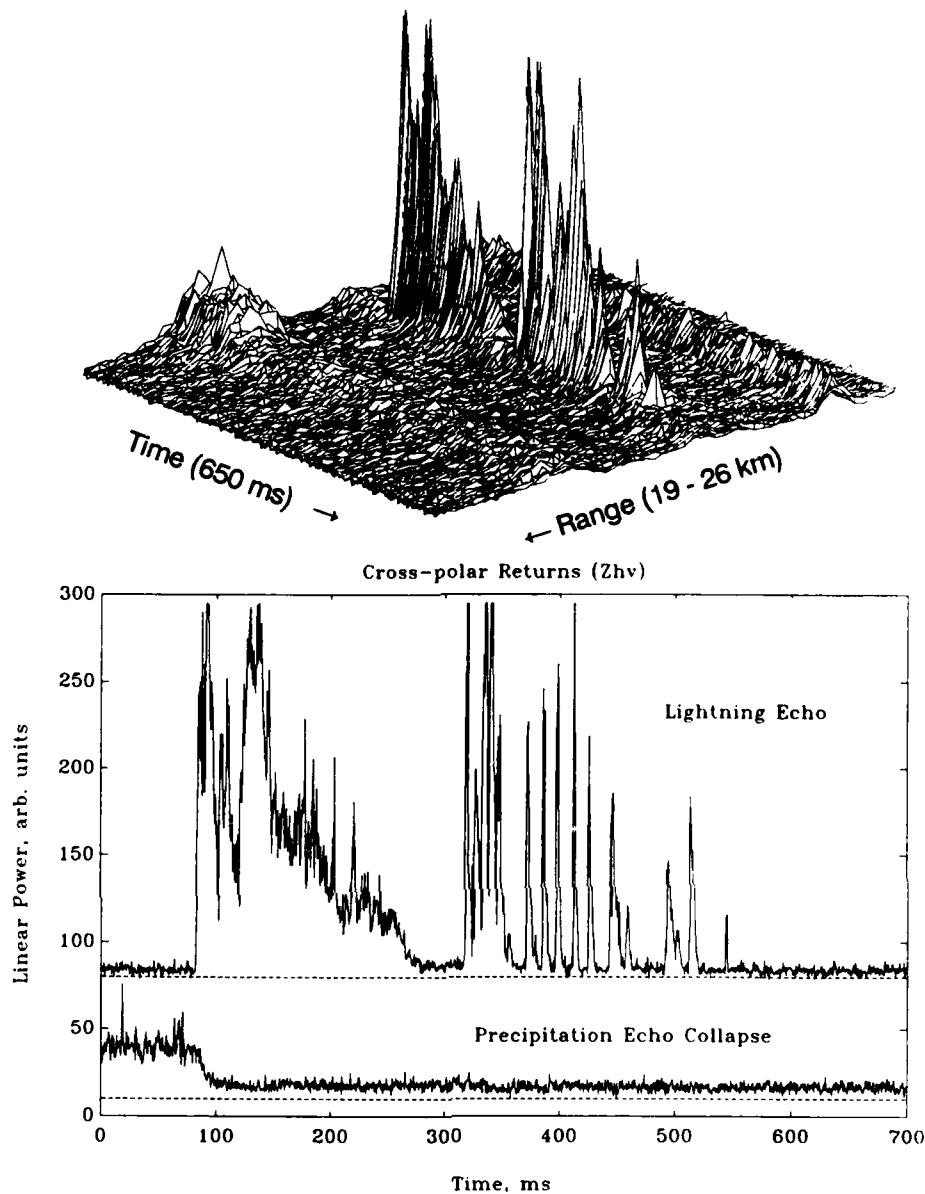 Time (650 ms) →
← Range (19 - 26 km)
Cross-polar Returns (Zhv)
300
250
200
150
100
50
0
Linear Power, arb. units
Lightning Echo
Precipitation Echo Collapse
0 100 200 300 400 500 600 700
Time, ms